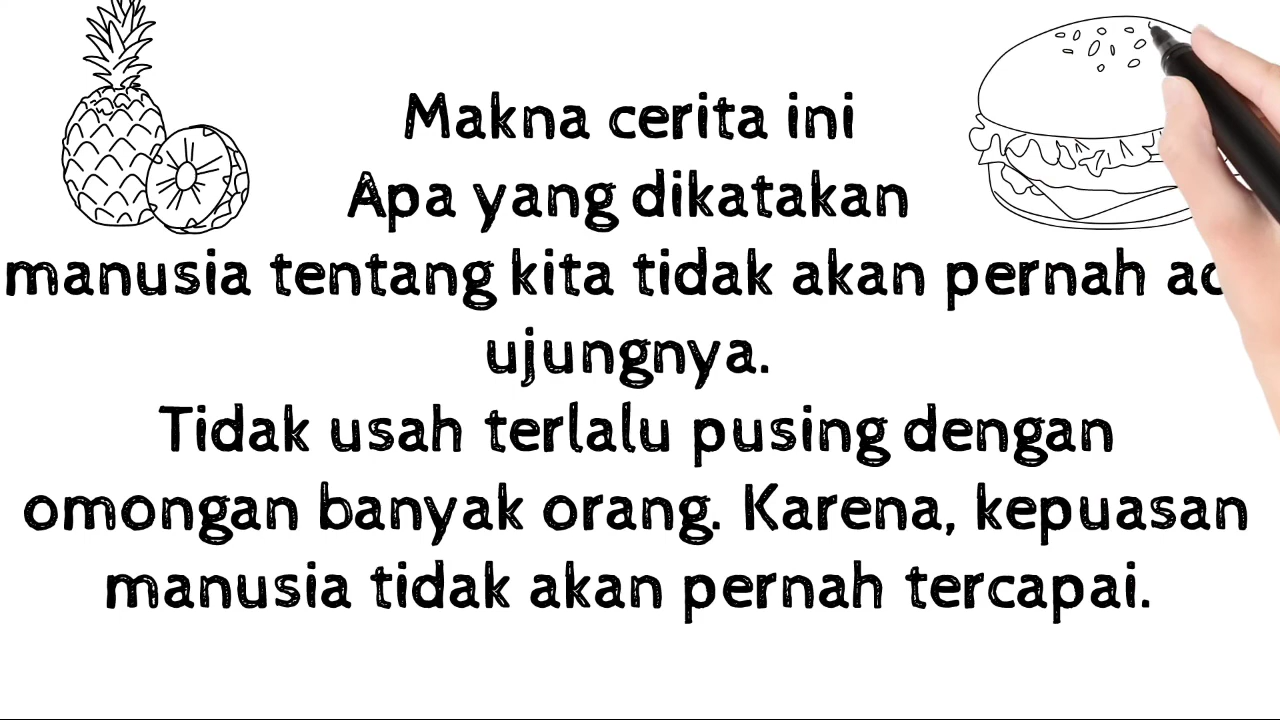 Makna cerita ini
Apa yang dikatakan
manusia tentang kita tidak akan pernah
ujungnya.
Tidak usah terlalu pusing dengan
omongan banyak orang. Karena, kepuasan
manusia tidak akan pernah tercapai.